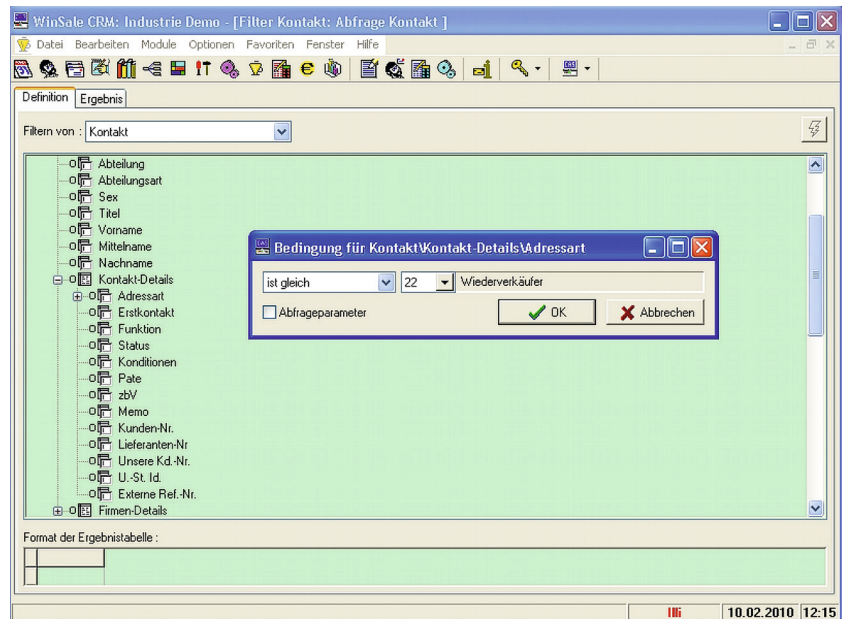 WinSale CRM: Industrie Demo - [Filter Kontakt: Abfrage Kontakt ]
Datei Bearbeiten Module Optionen Favoriten Fenster Hilfe
Definition Ergebnis
Filtern von : Kontakt
Abteilung
Abteilungsart
Sex
Titel
Vorname
Mittelname
Nachname
Kontakt-Details
Adressart
Erstkontakt
Funktion
Status
Konditionen
Pate
zbV
Memo
Kunden-Nr.
Lieferanten-Nr
Unsere Kd.-Nr.
U.-St. Id.
Externe Ref.-Nr.
Firmen-Details
Bedingung für Kontakt\Kontakt-Details\Adressart
ist gleich 22 Wiederverkäufer
Abfrageparameter OK Abbrechen
Format der Ergebnistabelle :
10.02.2010 12:15